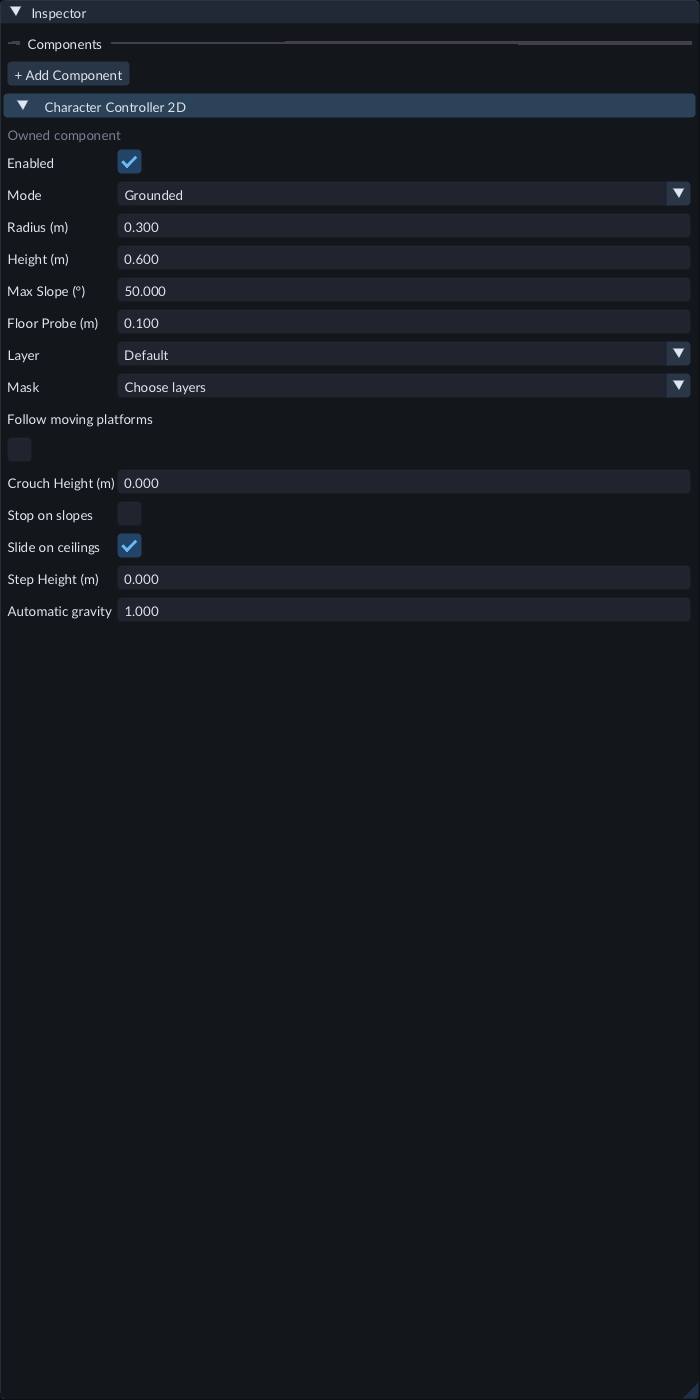 Inspector
Components
+ Add Component
Character Controller 2D
Owned component
Enabled
Mode Grounded
Radius (m) 0.300
Height (m) 0.600
Max Slope (°) 50.000
Floor Probe (m) 0.100
Layer Default
Mask Choose layers
Follow moving platforms
Crouch Height (m) 0.000
Stop on slopes
Slide on ceilings
Step Height (m) 0.000
Automatic gravity 1.000